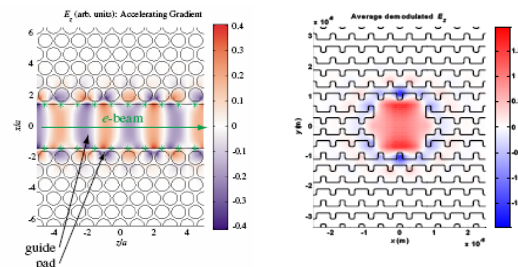 E_z (arb. units): Accelerating Gradient
0.4
0.3
0.2
0.1
0.0
-0.1
-0.2
-0.3
-0.4
6
4
2
0
-2
-4
-6
x/a
e-beam
-4 -2 0 2 4
z/a
guide
pad
x 10^-6
Average demodulated E_z
3
2
1
0
-1
-2
-3
y (m)
-2 -1 0 1 2
x (m)
x 10^-6